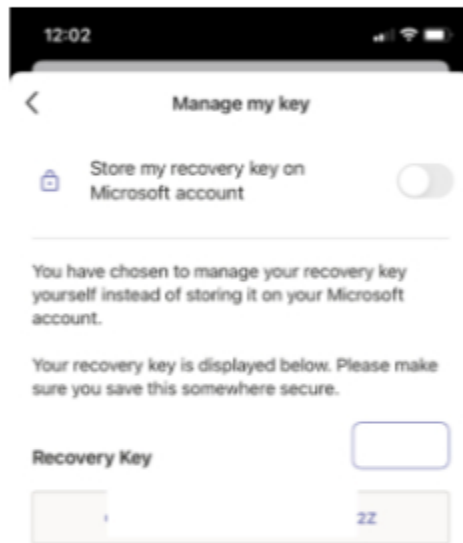 12:02
Manage my key
Store my recovery key on
Microsoft account
You have chosen to manage your recovery key
yourself instead of storing it on your Microsoft
account.
Your recovery key is displayed below. Please make
sure you save this somewhere secure.
Recovery Key
2Z